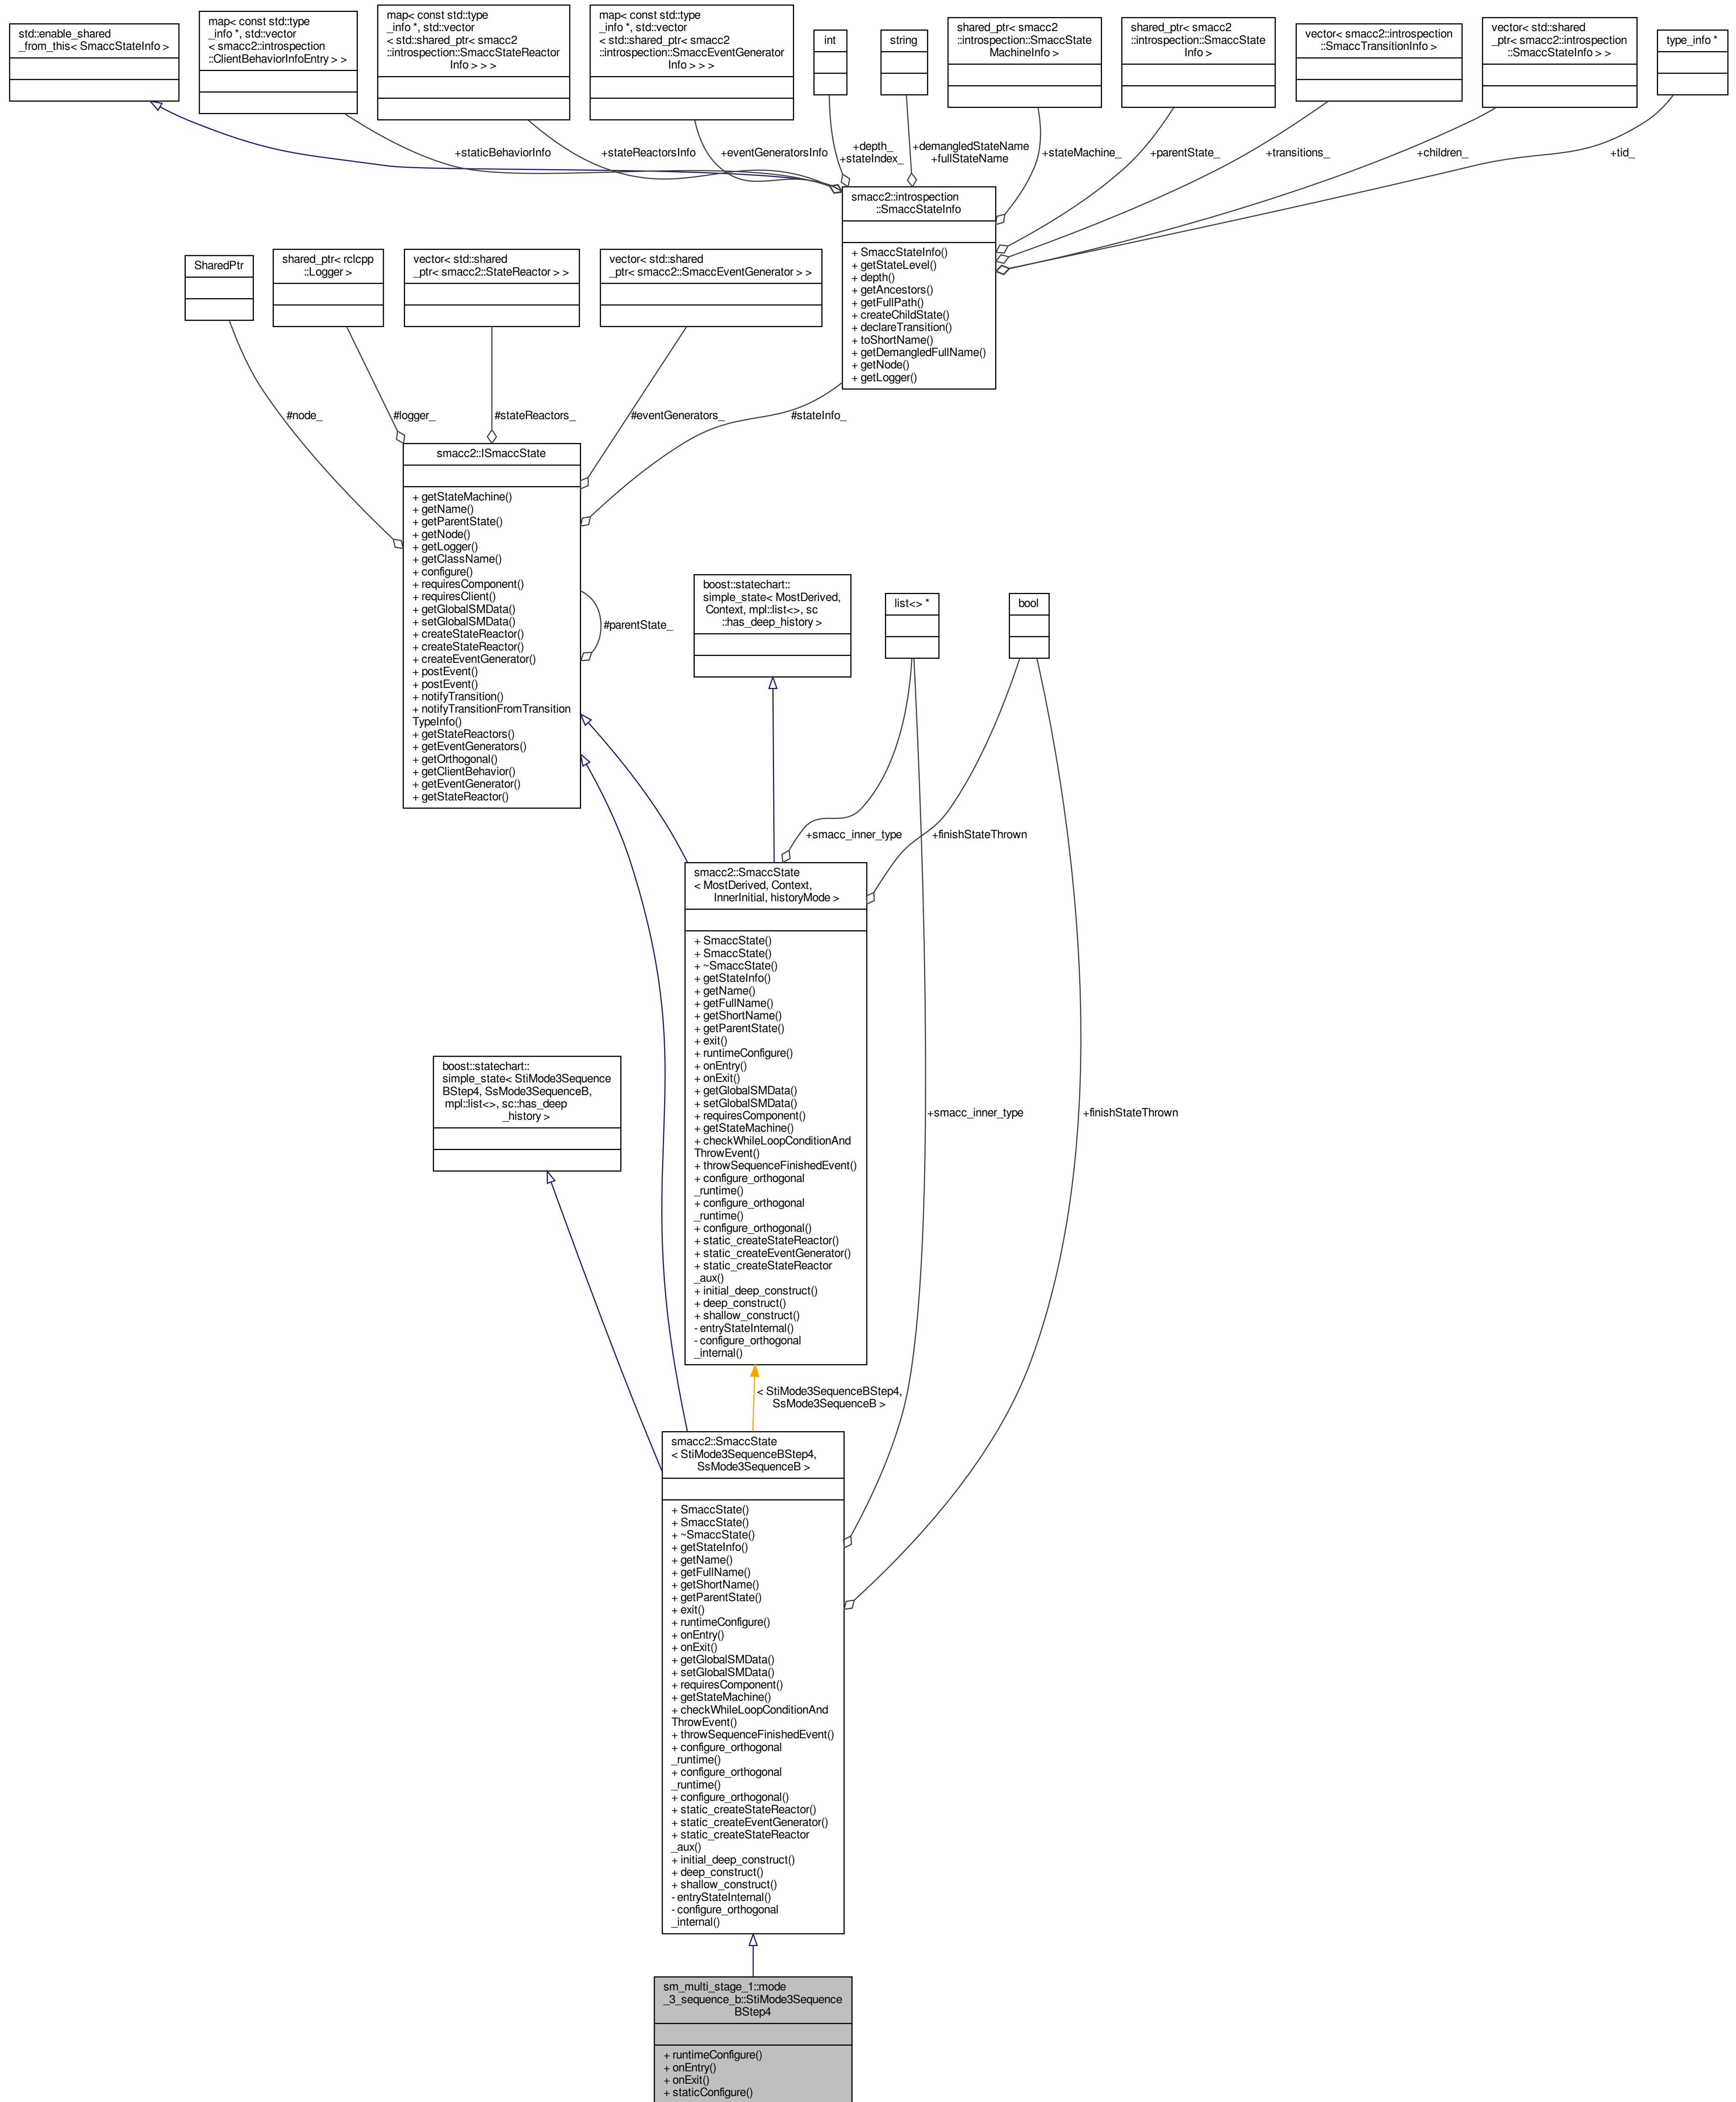 std::enable_shared
_from_this< SmaccStateInfo >
map< const std::type
_info *, std::vector
< smacc2::introspection
::ClientBehaviorInfoEntry > >
map< const std::type
_info *, std::vector
< std::shared_ptr< smacc2
::introspection::SmaccStateReactor
Info > > >
map< const std::type
_info *, std::vector
< std::shared_ptr< smacc2
::introspection::SmaccEventGenerator
Info > > >
int
string
shared_ptr< smacc2
::introspection::SmaccState
MachineInfo >
shared_ptr< smacc2
::introspection::SmaccState
Info >
vector< smacc2::introspection
::SmaccTransitionInfo >
vector< std::shared
_ptr< smacc2::introspection
::SmaccStateInfo > >
type_info *
+staticBehaviorInfo
+stateReactorsInfo
+eventGeneratorsInfo
+depth_
+stateIndex_
+demangledStateName
+fullStateName
+stateMachine_
+parentState_
+transitions_
+children_
+tid_
smacc2::introspection
::SmaccStateInfo
+ SmaccStateInfo()
+ getStateLevel()
+ depth()
+ getAncestors()
+ getFullPath()
+ createChildState()
+ declareTransition()
+ toShortName()
+ getDemangledFullName()
+ getNode()
+ getLogger()
SharedPtr
shared_ptr< rclcpp
::Logger >
vector< std::shared
_ptr< smacc2::StateReactor > >
vector< std::shared
_ptr< smacc2::SmaccEventGenerator > >
#node_
#logger_
#stateReactors_
#eventGenerators_
#stateInfo_
smacc2::ISmaccState
+ getStateMachine()
+ getName()
+ getParentState()
+ getNode()
+ getLogger()
+ getClassName()
+ configure()
+ requiresComponent()
+ requiresClient()
+ getGlobalSMData()
+ setGlobalSMData()
+ createStateReactor()
+ createStateReactor()
+ createEventGenerator()
+ postEvent()
+ postEvent()
+ notifyTransition()
+ notifyTransitionFromTransition
TypeInfo()
+ getStateReactors()
+ getEventGenerators()
+ getOrthogonal()
+ getClientBehavior()
+ getEventGenerator()
+ getStateReactor()
#parentState_
boost::statechart::
simple_state< MostDerived,
Context, mpl::list<>, sc
::has_deep_history >
list<> *
bool
+smacc_inner_type
+finishStateThrown
smacc2::SmaccState
< MostDerived, Context,
InnerInitial, historyMode >
+ SmaccState()
+ SmaccState()
+ ~SmaccState()
+ getStateInfo()
+ getName()
+ getFullName()
+ getShortName()
+ getParentState()
+ exit()
+ runtimeConfigure()
+ onEntry()
+ onExit()
+ getGlobalSMData()
+ setGlobalSMData()
+ requiresComponent()
+ getStateMachine()
+ checkWhileLoopConditionAnd
ThrowEvent()
+ throwSequenceFinishedEvent()
+ configure_orthogonal
_runtime()
+ configure_orthogonal
_runtime()
+ configure_orthogonal()
+ static_createStateReactor()
+ static_createEventGenerator()
+ static_createStateReactor
_aux()
+ initial_deep_construct()
+ deep_construct()
+ shallow_construct()
- entryStateInternal()
- configure_orthogonal
_internal()
boost::statechart::
simple_state< StiMode3Sequence
BStep4, SsMode3SequenceB,
mpl::list<>, sc::has_deep
_history >
+smacc_inner_type
+finishStateThrown
< StiMode3SequenceBStep4,
SsMode3SequenceB >
smacc2::SmaccState
< StiMode3SequenceBStep4,
SsMode3SequenceB >
+ SmaccState()
+ SmaccState()
+ ~SmaccState()
+ getStateInfo()
+ getName()
+ getFullName()
+ getShortName()
+ getParentState()
+ exit()
+ runtimeConfigure()
+ onEntry()
+ onExit()
+ getGlobalSMData()
+ setGlobalSMData()
+ requiresComponent()
+ getStateMachine()
+ checkWhileLoopConditionAnd
ThrowEvent()
+ throwSequenceFinishedEvent()
+ configure_orthogonal
_runtime()
+ configure_orthogonal
_runtime()
+ configure_orthogonal()
+ static_createStateReactor()
+ static_createEventGenerator()
+ static_createStateReactor
_aux()
+ initial_deep_construct()
+ deep_construct()
+ shallow_construct()
- entryStateInternal()
- configure_orthogonal
_internal()
sm_multi_stage_1::mode
_3_sequence_b::StiMode3Sequence
BStep4
+ runtimeConfigure()
+ onEntry()
+ onExit()
+ staticConfigure()